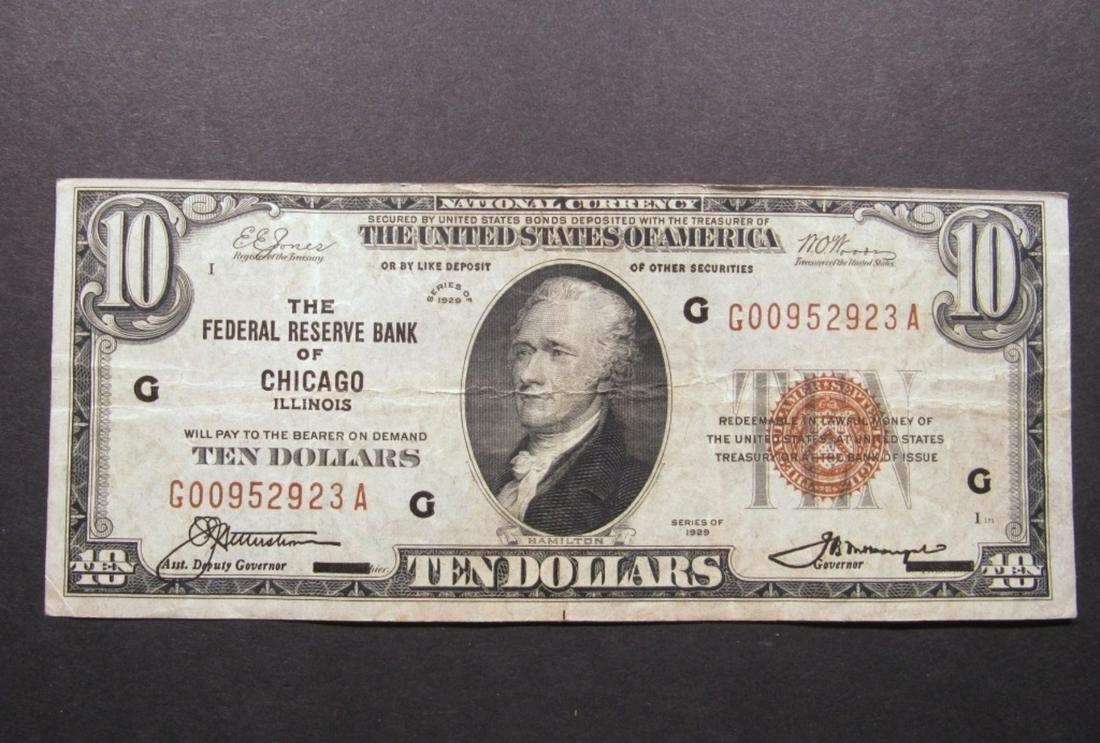 NATIONAL CURRENCY
SECURED BY UNITED STATES BONDS DEPOSITED WITH THE TREASURER OF
THE UNITED STATES OF AMERICA
OR BY LIKE DEPOSIT OF OTHER SECURITIES
10
10
E.E. Jones
Register of the Treasury.
W.O. Woods
Treasurer of the United States.
I
SERIES OF
1929
THE
FEDERAL RESERVE BANK
OF
CHICAGO
ILLINOIS
G
G G00952923A
WILL PAY TO THE BEARER ON DEMAND
TEN DOLLARS
G00952923A
G
TEN
REDEEMABLE IN LAWFUL MONEY OF
THE UNITED STATES AT UNITED STATES
TREASURY OR AT THE BANK OF ISSUE
G
SERIES OF
1929
I
HAMILTON
Asst. Deputy Governor
Governor
10
TEN
TEN DOLLARS
10
TEN